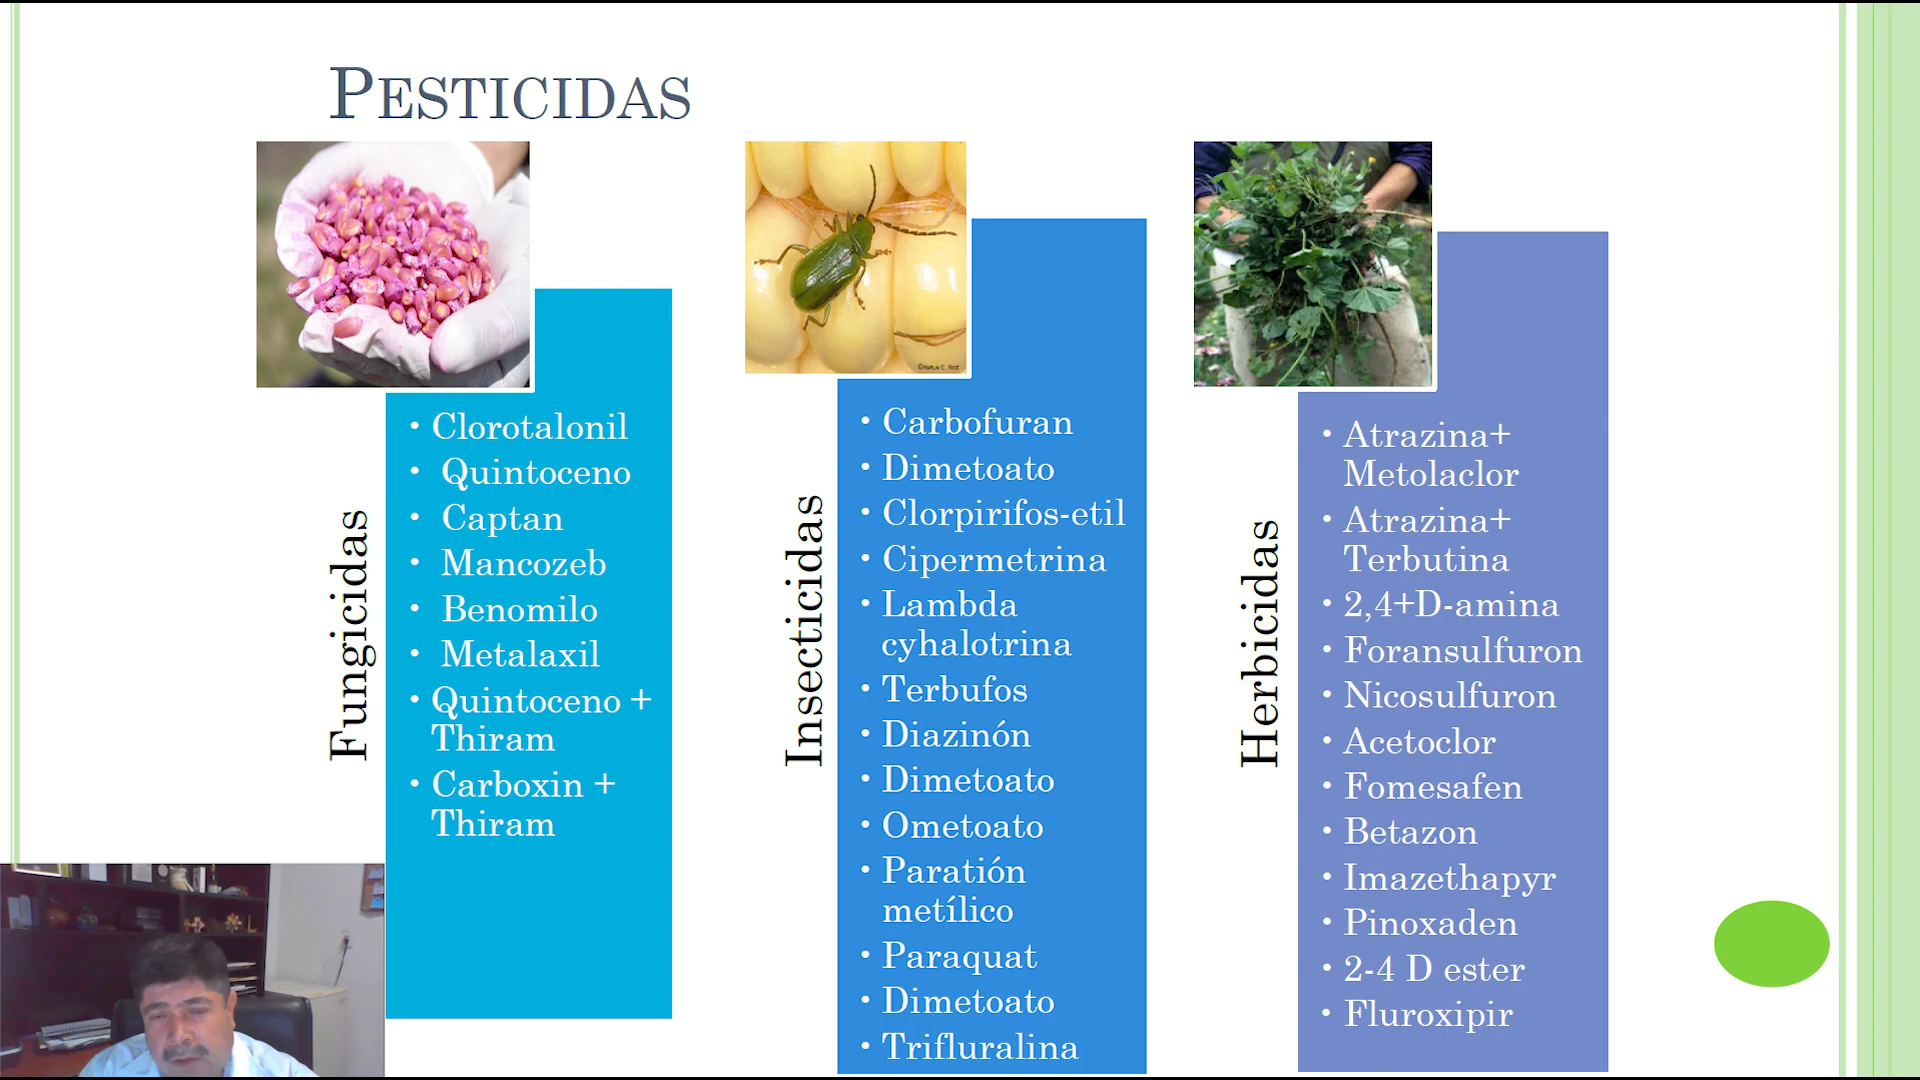 PESTICIDAS
Fungicidas
• Clorotalonil
• Quintoceno
• Captan
• Mancozeb
• Benomilo
• Metalaxil
• Quintoceno +
Thiram
• Carboxin +
Thiram
Insecticidas
• Carbofuran
• Dimetoato
• Clorpirifos-etil
• Cipermetrina
• Lambda
cyhalotrina
• Terbufos
• Diazinón
• Dimetoato
• Ometoato
• Paratión
metílico
• Paraquat
• Dimetoato
• Trifluralina
Herbicidas
• Atrazina+
Metolaclor
• Atrazina+
Terbutina
• 2,4+D-amina
• Foransulfuron
• Nicosulfuron
• Acetoclor
• Fomesafen
• Betazon
• Imazethapyr
• Pinoxaden
• 2-4 D ester
• Fluroxipir